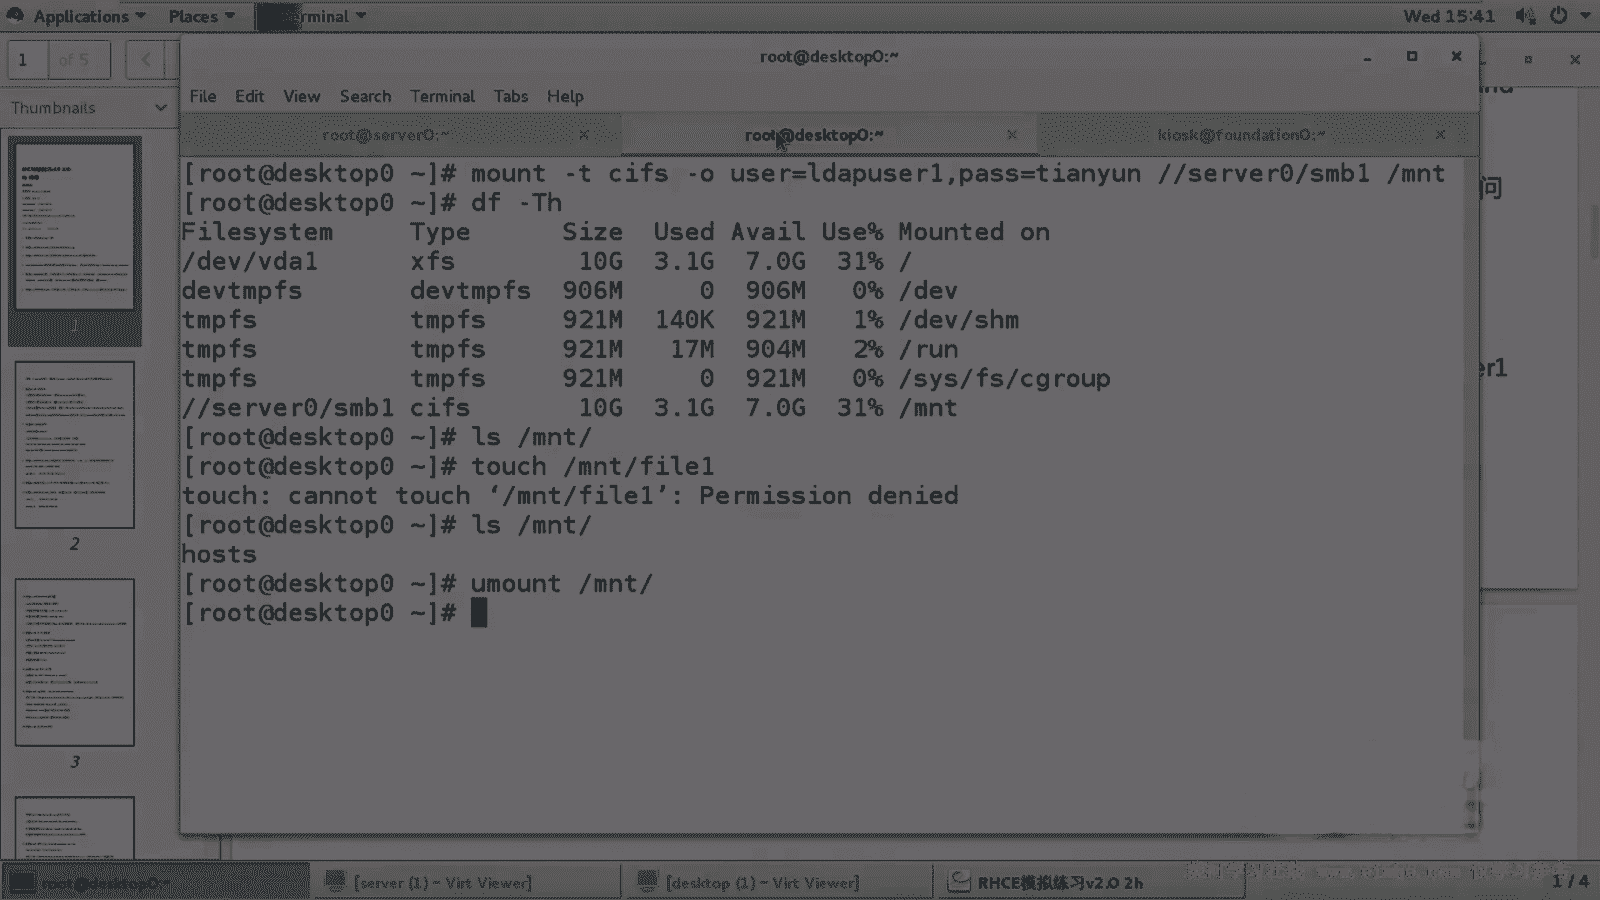 Applications Places Terminal Wed 15:41
1 of 5
root@desktop0:~
Thumbnails
File Edit View Search Terminal Tabs Help
root@server0:~ root@desktop0:~ kiosk@foundation0:~
[root@desktop0 ~]# mount -t cifs -o user=ldapuser1,pass=tianyun //server0/smb1 /mnt
问
[root@desktop0 ~]# df -Th
Filesystem Type Size Used Avail Use% Mounted on
/dev/vda1 xfs 10G 3.1G 7.0G 31% /
devtmpfs devtmpfs 906M 0 906M 0% /dev
tmpfs tmpfs 921M 140K 921M 1% /dev/shm
1
tmpfs tmpfs 921M 17M 904M 2% /run
er1
tmpfs tmpfs 921M 0 921M 0% /sys/fs/cgroup
//server0/smb1 cifs 10G 3.1G 7.0G 31% /mnt
[root@desktop0 ~]# ls /mnt/
[root@desktop0 ~]# touch /mnt/file1
touch: cannot touch ‘/mnt/file1’: Permission denied
[root@desktop0 ~]# ls /mnt/
2
hosts
[root@desktop0 ~]# umount /mnt/
[root@desktop0 ~]#
3
root@desktop0:~ [server (1) - Virt Viewer] [desktop (1) - Virt Viewer] RHCE模拟练习v2.0 2h 1 / 4